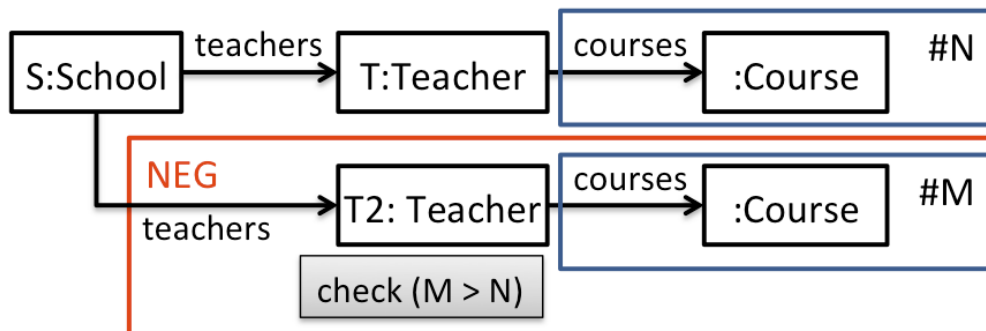 teachers
courses
#N
S:School
T:Teacher
:Course
NEG
courses
#M
T2: Teacher
:Course
teachers
check (M > N)